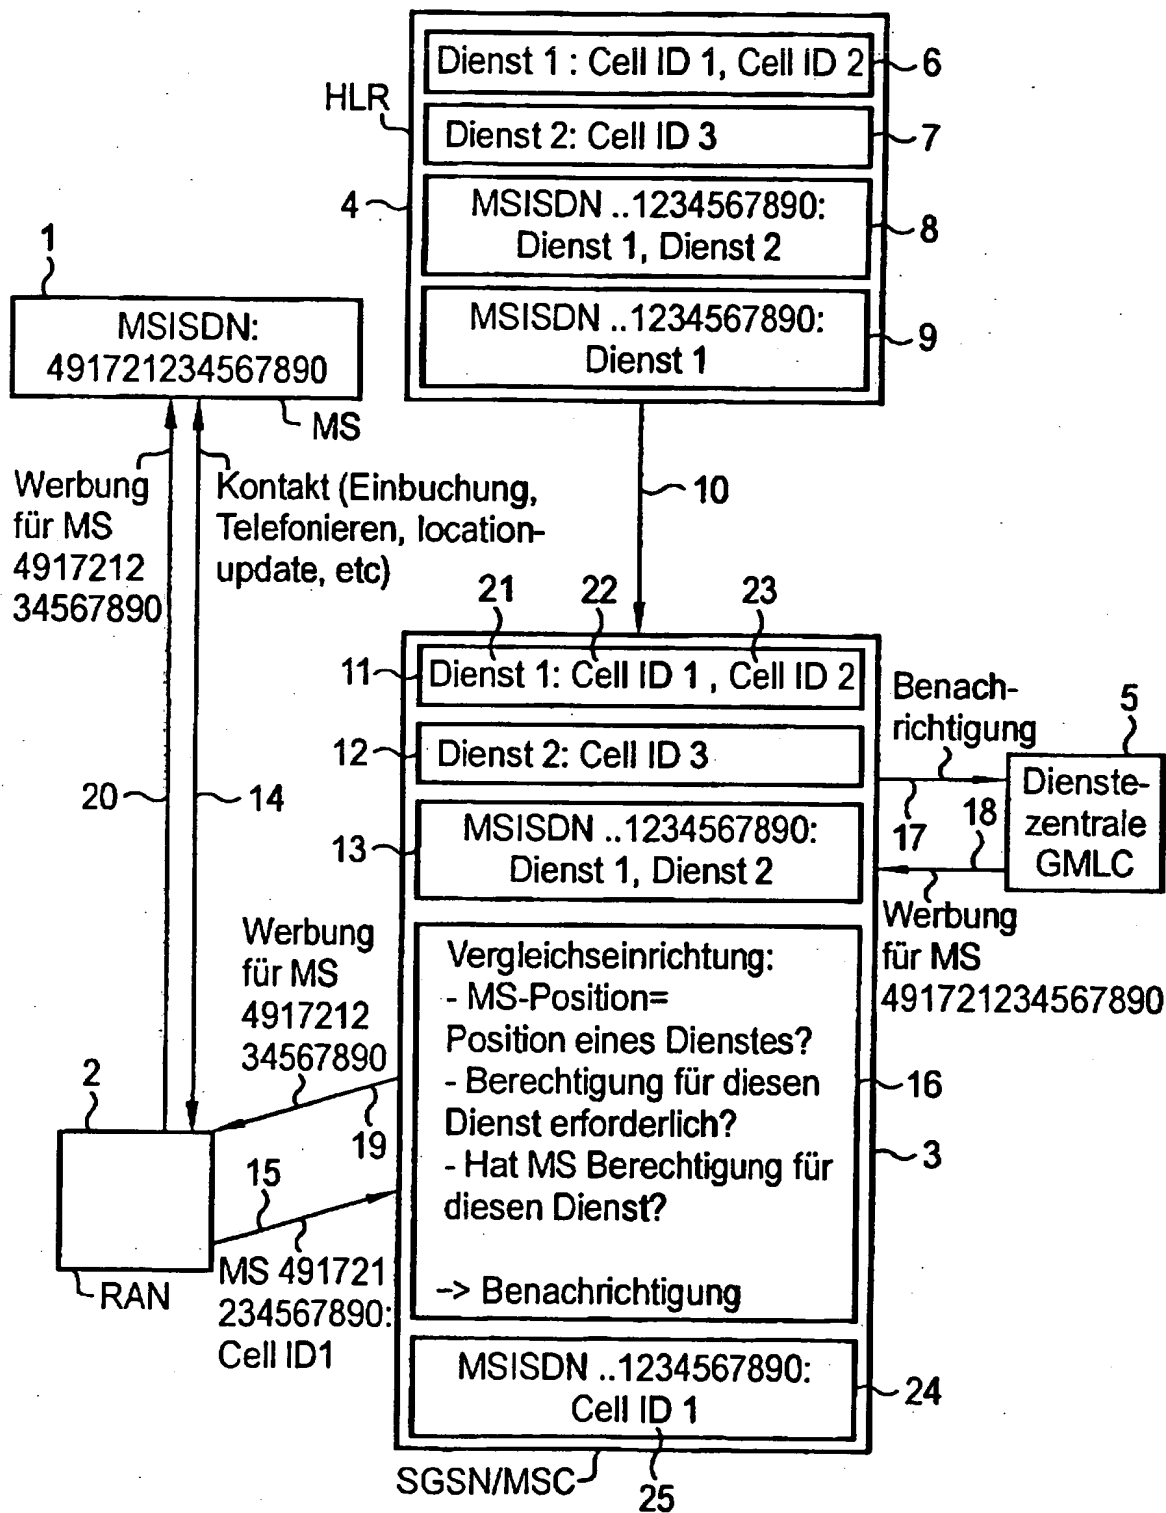 Dienst 1 : Cell ID 1, Cell ID 2
6
HLR
Dienst 2: Cell ID 3
7
4
MSISDN ..1234567890:
Dienst 1, Dienst 2
8
MSISDN ..1234567890:
Dienst 1
9
1
MSISDN:
491721234567890
MS
Werbung
für MS
4917212
34567890
Kontakt (Einbuchung,
Telefonieren, location-
update, etc)
10
21
22
23
11
Dienst 1: Cell ID 1 , Cell ID 2
12
Dienst 2: Cell ID 3
13
MSISDN ..1234567890:
Dienst 1, Dienst 2
Benach-
richtigung
5
Dienste-
zentrale
GMLC
17
18
Werbung
für MS
491721234567890
20
14
Werbung
für MS
4917212
34567890
Vergleichseinrichtung:
- MS-Position=
Position eines Dienstes?
- Berechtigung für diesen
Dienst erforderlich?
- Hat MS Berechtigung für
diesen Dienst?
-> Benachrichtigung
16
3
2
19
15
RAN
MS 491721
234567890:
Cell ID1
MSISDN ..1234567890:
Cell ID 1
24
SGSN/MSC
25